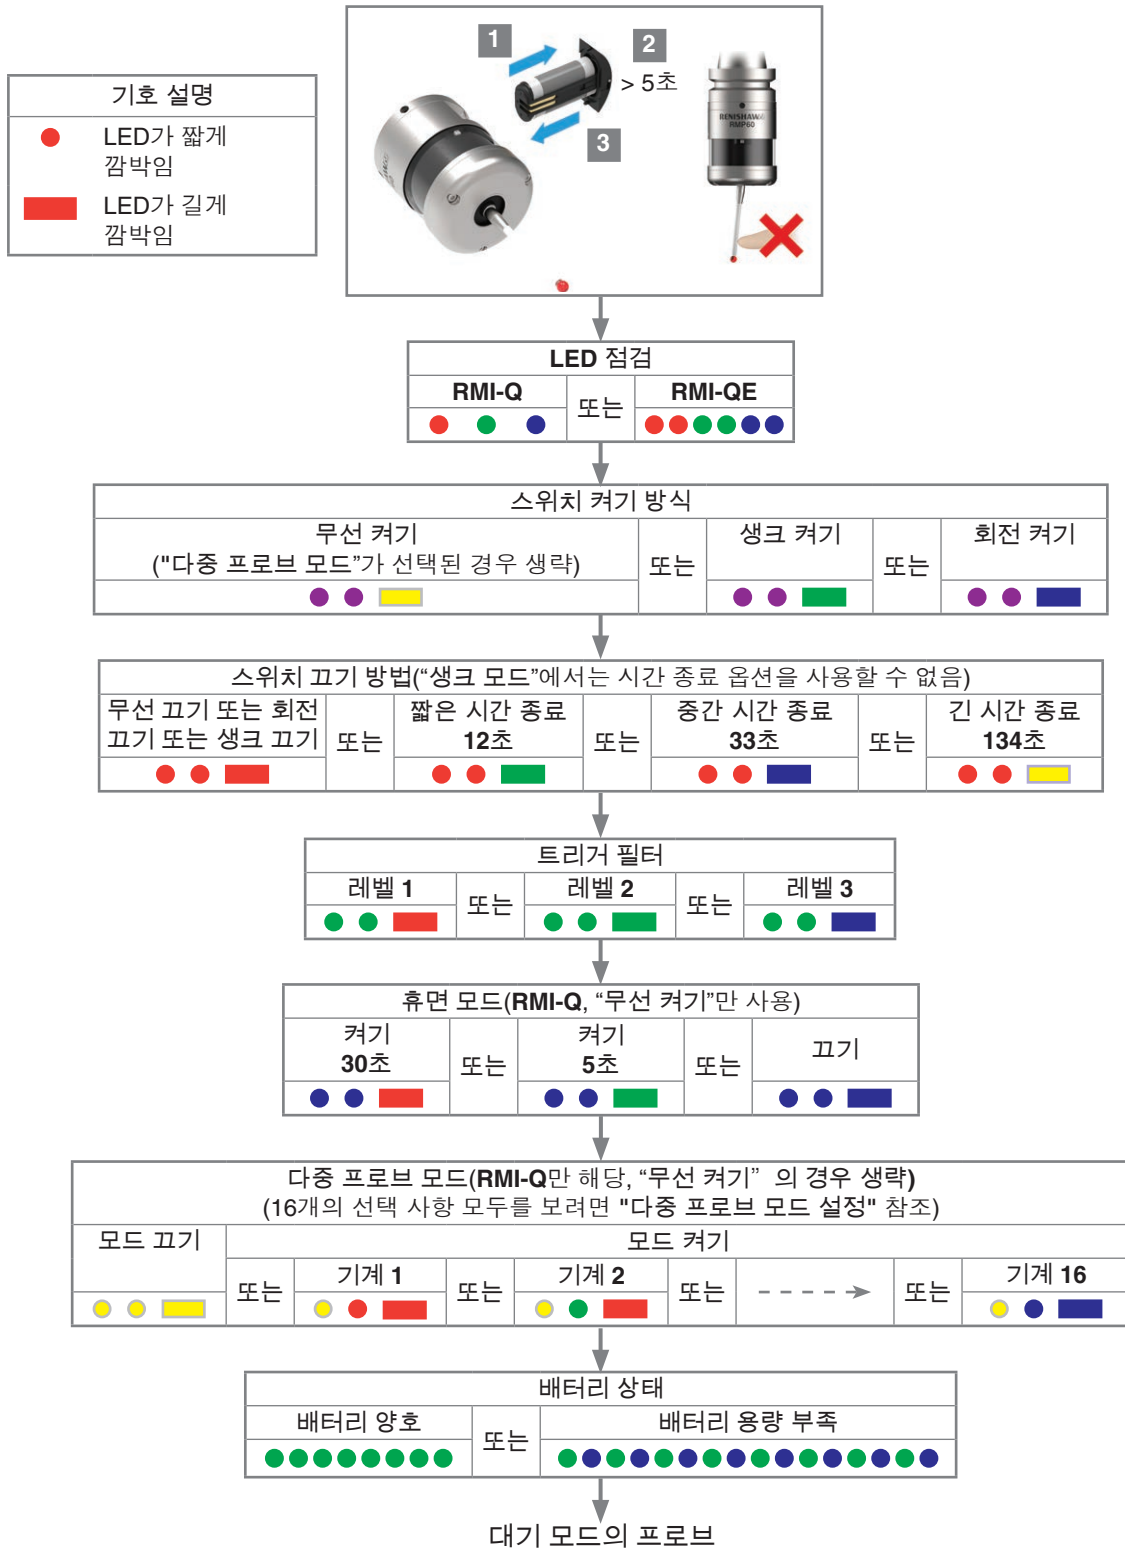 1
2
> 5초
3
RENISHAW
RMP60
기호 설명
LED가 짧게
깜박임
LED가 길게
깜박임
LED 점검
RMI-Q
또는
RMI-QE
스위치 켜기 방식
무선 켜기
("다중 프로브 모드”가 선택된 경우 생략)
또는
생크 켜기
또는
회전 켜기
스위치 끄기 방법(“생크 모드”에서는 시간 종료 옵션을 사용할 수 없음)
무선 끄기 또는 회전
끄기 또는 생크 끄기
또는
짧은 시간 종료
12초
또는
중간 시간 종료
33초
또는
긴 시간 종료
134초
트리거 필터
레벨 1
또는
레벨 2
또는
레벨 3
휴면 모드(RMI-Q, “무선 켜기”만 사용)
켜기
30초
또는
켜기
5초
또는
끄기
다중 프로브 모드(RMI-Q만 해당, “무선 켜기” 의 경우 생략)
(16개의 선택 사항 모두를 보려면 "다중 프로브 모드 설정" 참조)
모드 끄기
모드 켜기
또는
기계 1
또는
기계 2
또는
또는
기계 16
배터리 상태
배터리 양호
또는
배터리 용량 부족
대기 모드의 프로브